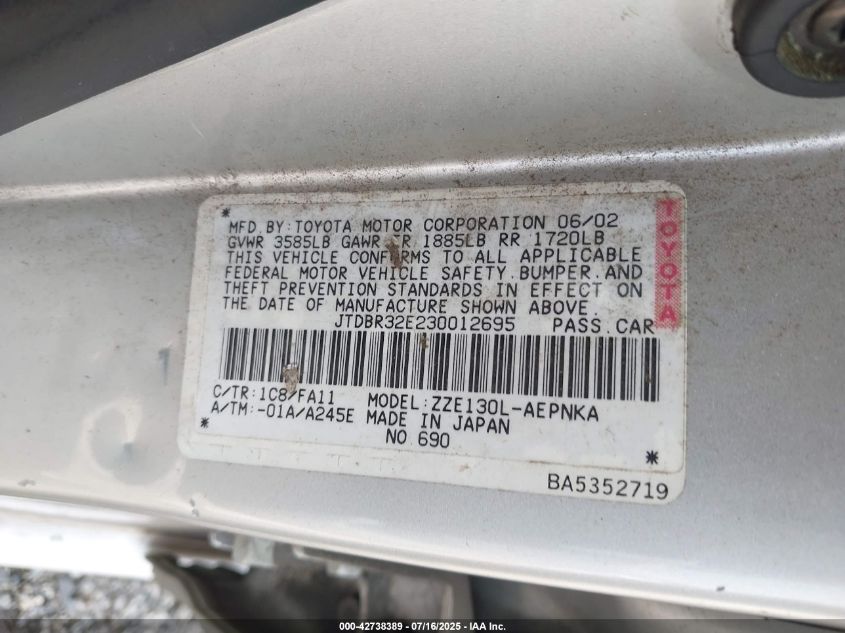 *
MFD.BY:TOYOTA MOTOR CORPORATION 06/02
GVWR 3585LB GAWR FR 1885LB RR 1720LB
THIS VEHICLE CONFORMS TO ALL APPLICABLE
FEDERAL MOTOR VEHICLE SAFETY.BUMPER.AND
THEFT PREVENTION STANDARDS IN EFFECT ON
THE DATE OF MANUFACTURE SHOWN ABOVE.
JTDBR32E230012695 PASS.CAR
TOYOTA
C/TR:1C8/FA11 MODEL:ZZE130L-AEPNKA
A/TM:-01A/A245E MADE IN JAPAN
* NO.690 *
BA5352719
000-42738389 - 07/16/2025 - IAA Inc.